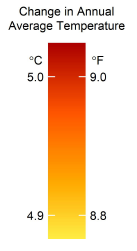 Change in Annual
Average Temperature
°C °F
5.0 9.0
4.9 8.8